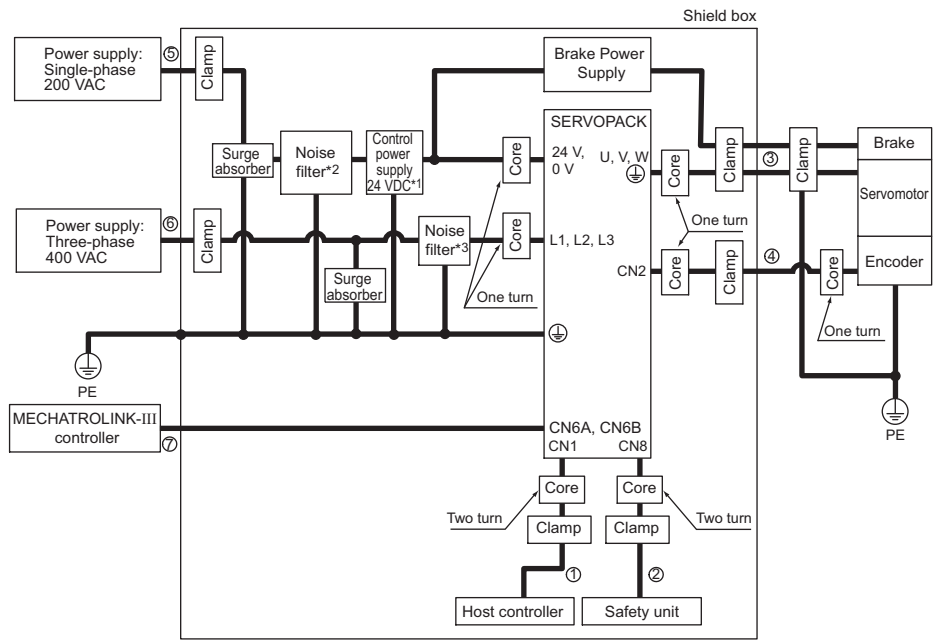 Shield box
Power supply:
Single-phase
200 VAC
⑤
Clamp
Brake Power
Supply
SERVOPACK
Surge
absorber
Noise
filter*2
Control
power
supply
24 VDC*1
Core
24 V,
0 V
U, V, W
Core
Clamp
③
Clamp
Brake
Servomotor
Encoder
Power supply:
Three-phase
400 VAC
⑥
Clamp
Noise
filter*3
Core
L1, L2, L3
One turn
Surge
absorber
One turn
CN2
Core
Clamp
④
Core
One turn
PE
PE
MECHATROLINK-III
controller
⑦
CN6A, CN6B
CN1
CN8
Two turn
Core
Core
Two turn
Clamp
Clamp
①
②
Host controller
Safety unit